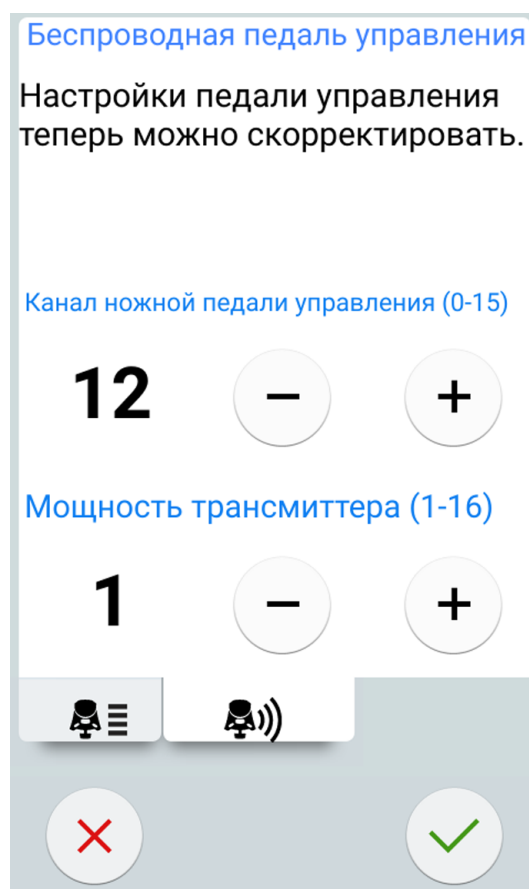 Беспроводная педаль управления
Настройки педали управления
теперь можно скорректировать.
Канал ножной педали управления (0-15)
12 − +
Мощность трансмиттера (1-16)
1 − +